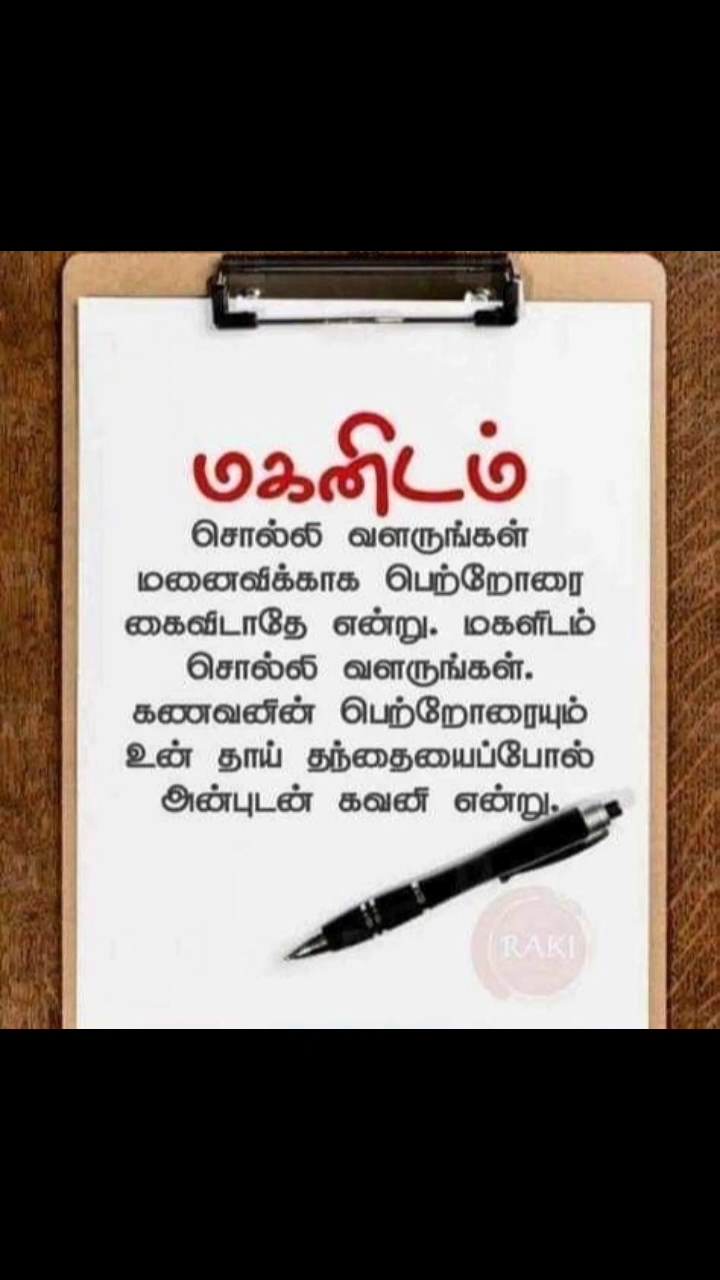 மகனிடம்
சொல்லி வளருங்கள்
மனைவிக்காக பெற்றோரை
கைவிடாதே என்று. மகளிடம்
சொல்லி வளருங்கள்.
கணவனின் பெற்றோரையும்
உன் தாய் தந்தையைப்போல்
அன்புடன் கவனி என்று.
RAKI